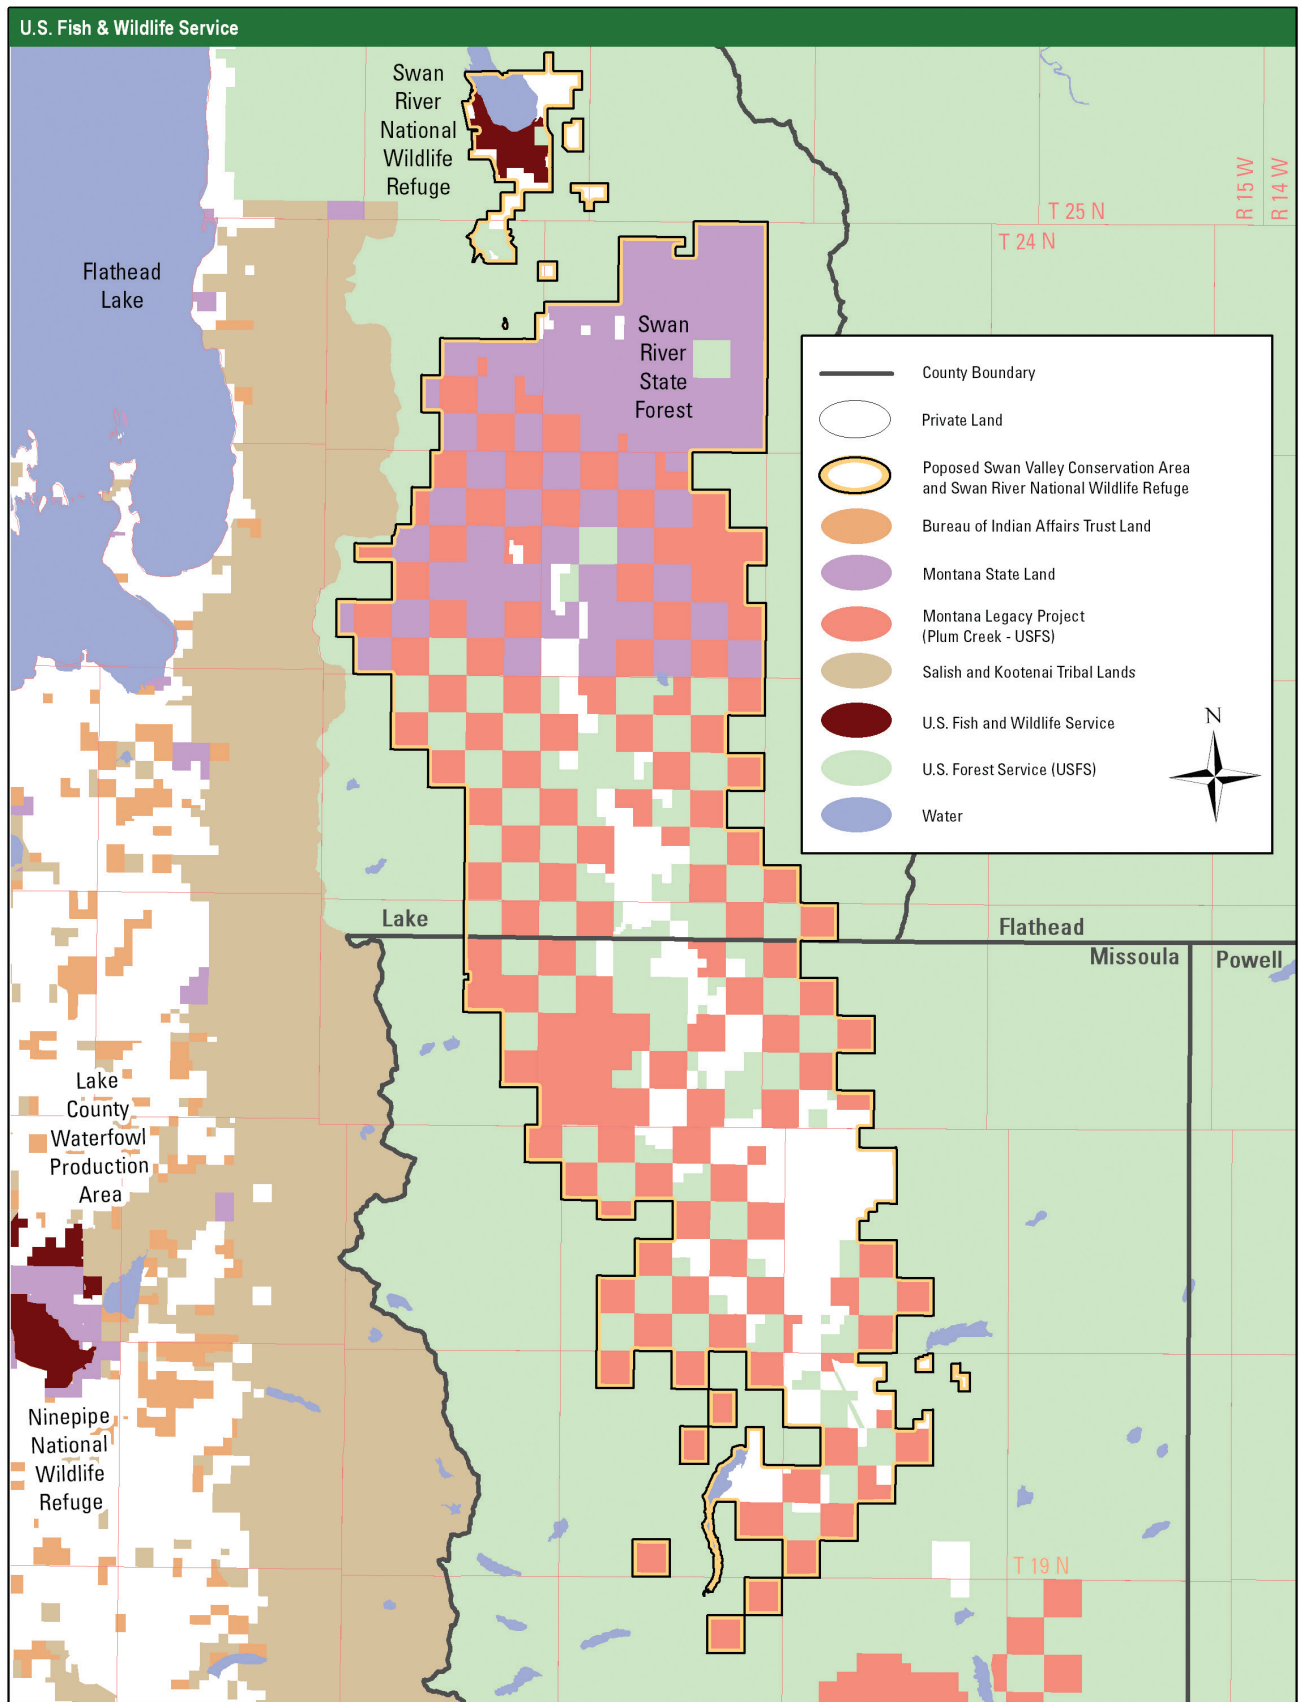 U.S. Fish & Wildlife Service
Swan
River
National
Wildlife
Refuge
R 15 W
R 14 W
T 25 N
T 24 N
Flathead
Lake
Swan
River
State
Forest
County Boundary
Private Land
Poposed Swan Valley Conservation Area
and Swan River National Wildlife Refuge
Bureau of Indian Affairs Trust Land
Montana State Land
Montana Legacy Project
(Plum Creek - USFS)
Salish and Kootenai Tribal Lands
U.S. Fish and Wildlife Service
U.S. Forest Service (USFS)
Water
N
Lake
Flathead
Missoula
Powell
Lake
County
Waterfowl
Production
Area
Ninepipe
National
Wildlife
Refuge
T 19 N